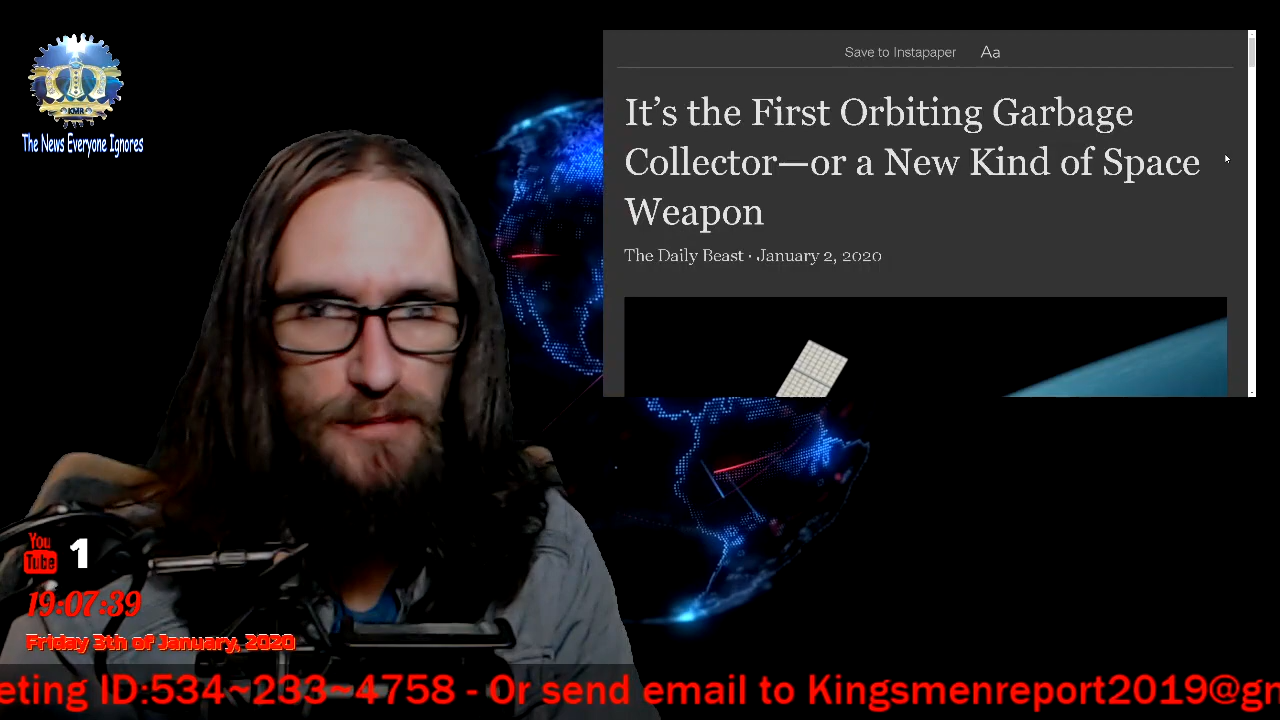 KMR
The News Everyone Ignores
Save to Instapaper Aa
It's the First Orbiting Garbage
Collector—or a New Kind of Space
Weapon
The Daily Beast · January 2, 2020
You
Tube 1
19:07:39
Friday 3th of January, 2020
eting ID:534~233~4758 - Or send email to Kingsmenreport2019@gm